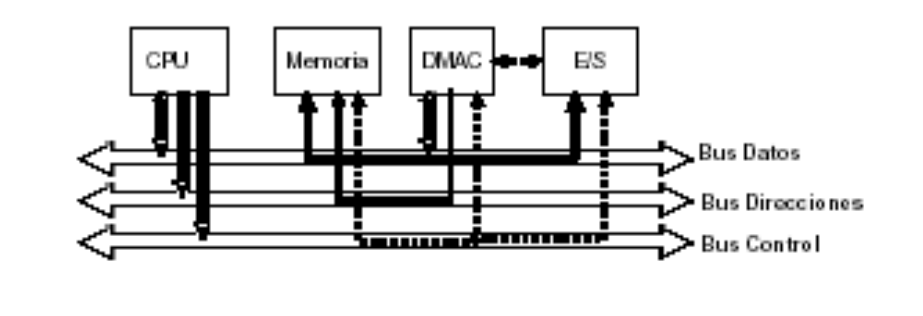 CPU
Memoria
DMAC
E/S
Bus Datos
Bus Direcciones
Bus Control